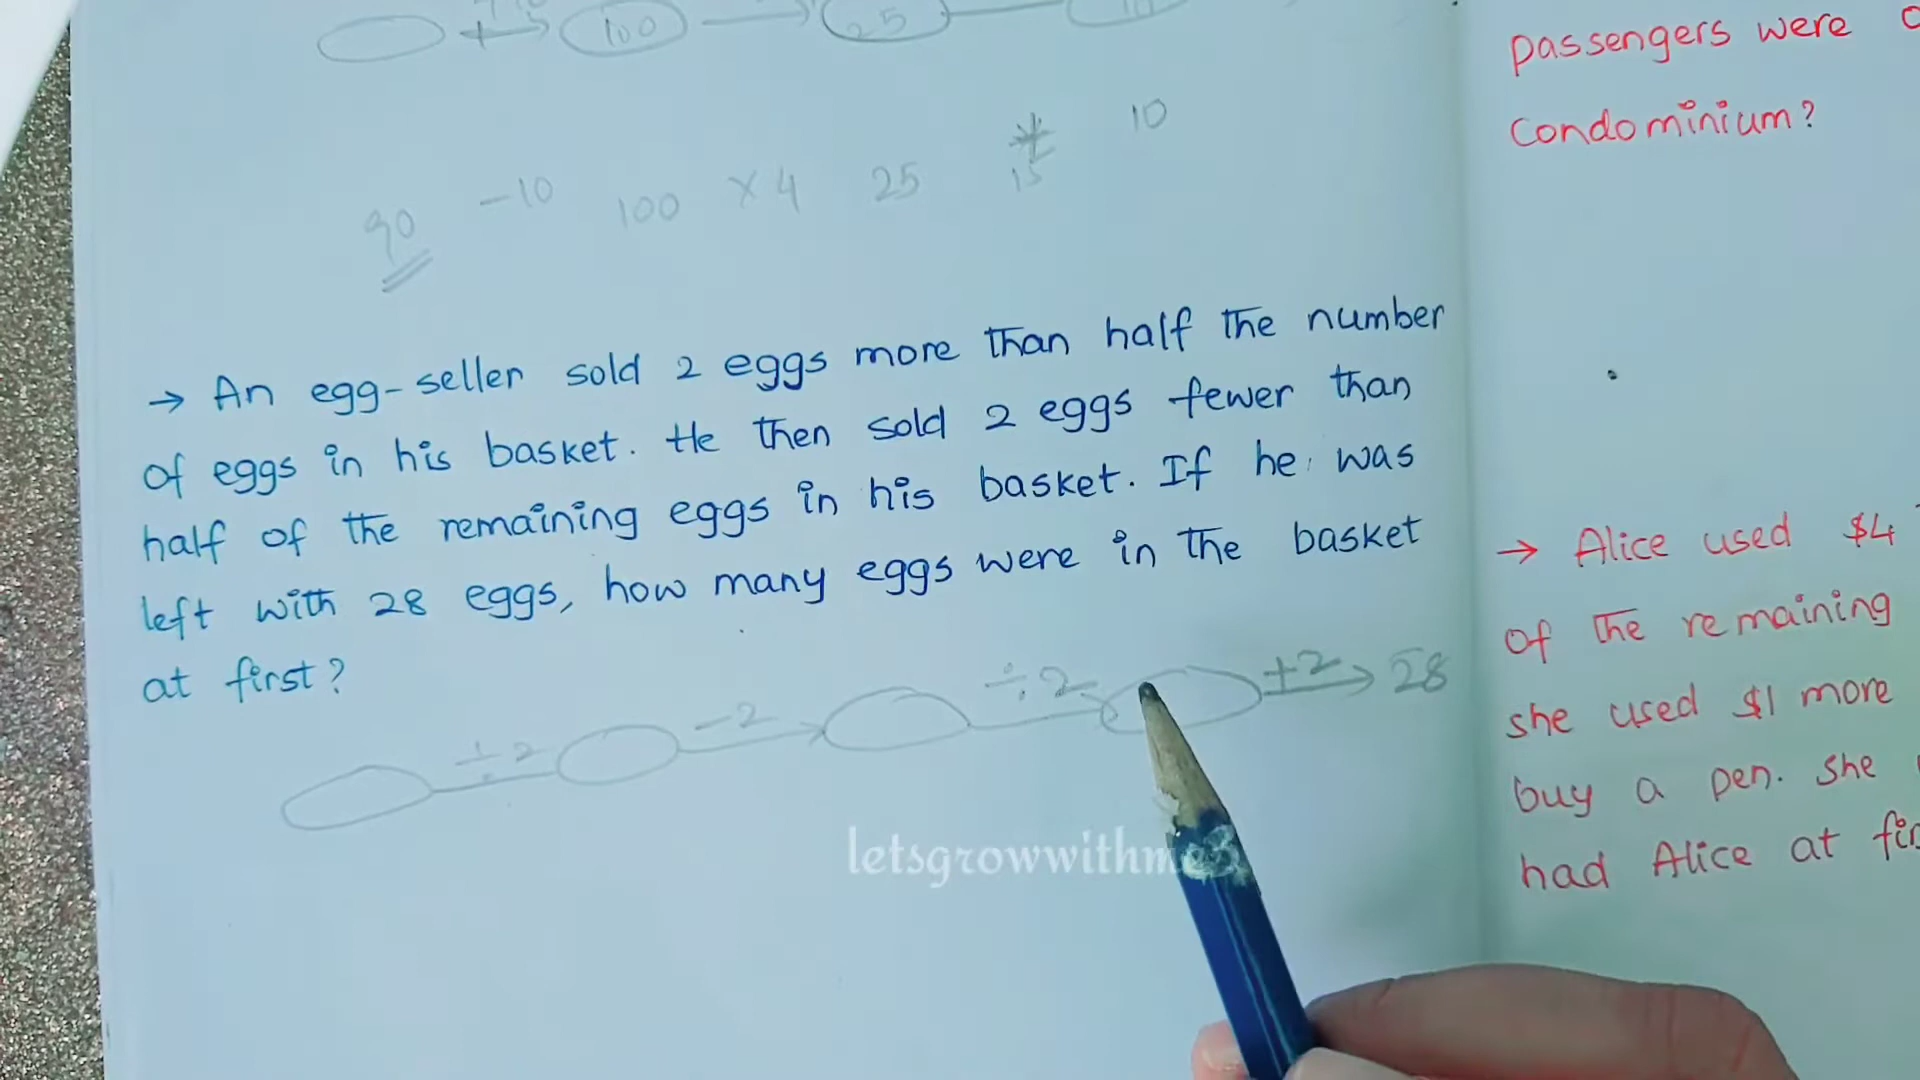 100 25
10
- 10 100 × 4 25 15
90
→ An egg-seller sold 2 eggs more than half the number
of eggs in his basket. He then sold 2 eggs fewer than
half of the remaining eggs in his basket. If he was
left with 28 eggs, how many eggs were in the basket
at first?
÷ 2 - 2 ÷ 2 + 2 28
letsgrowwithme3
passengers were
Condominium?
→ Alice used $4
of the remaining
she used $1 more
buy a pen. She
had Alice at